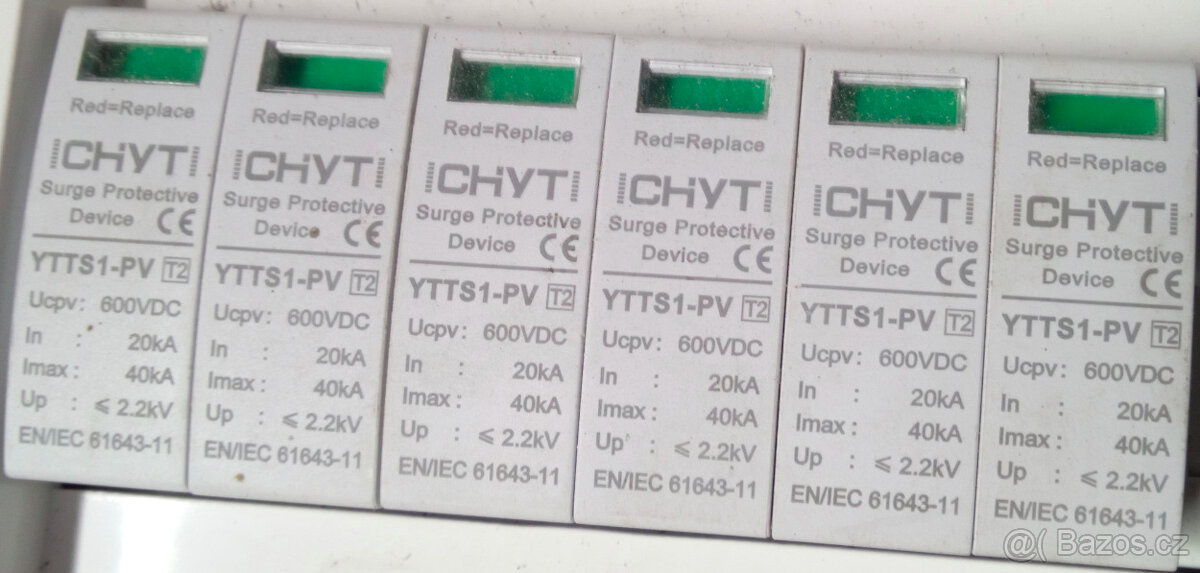 Red=Replace
CHYT
Surge Protective
Device CE
YTTS1-PV T2
Ucpv: 600VDC
In : 20kA
Imax: 40kA
Up : ≤ 2.2kV
EN/IEC 61643-11
Red=Replace
CHYT
Surge Protective
Device CE
YTTS1-PV T2
Ucpv: 600VDC
In : 20kA
Imax: 40kA
Up : ≤ 2.2kV
EN/IEC 61643-11
Red=Replace
CHYT
Surge Protective
Device CE
YTTS1-PV T2
Ucpv: 600VDC
In : 20kA
Imax: 40kA
Up : ≤ 2.2kV
EN/IEC 61643-11
Red=Replace
CHYT
Surge Protective
Device CE
YTTS1-PV T2
Ucpv: 600VDC
In : 20kA
Imax: 40kA
Up : ≤ 2.2kV
EN/IEC 61643-11
Red=Replace
CHYT
Surge Protective
Device CE
YTTS1-PV T2
Ucpv: 600VDC
In : 20kA
Imax: 40kA
Up : ≤ 2.2kV
EN/IEC 61643-11
Red=Replace
CHYT
Surge Protective
Device CE
YTTS1-PV T2
Ucpv: 600VDC
In : 20kA
Imax: 40kA
Up : ≤ 2.2kV
EN/IEC 61643-11
@( Bazos.cz